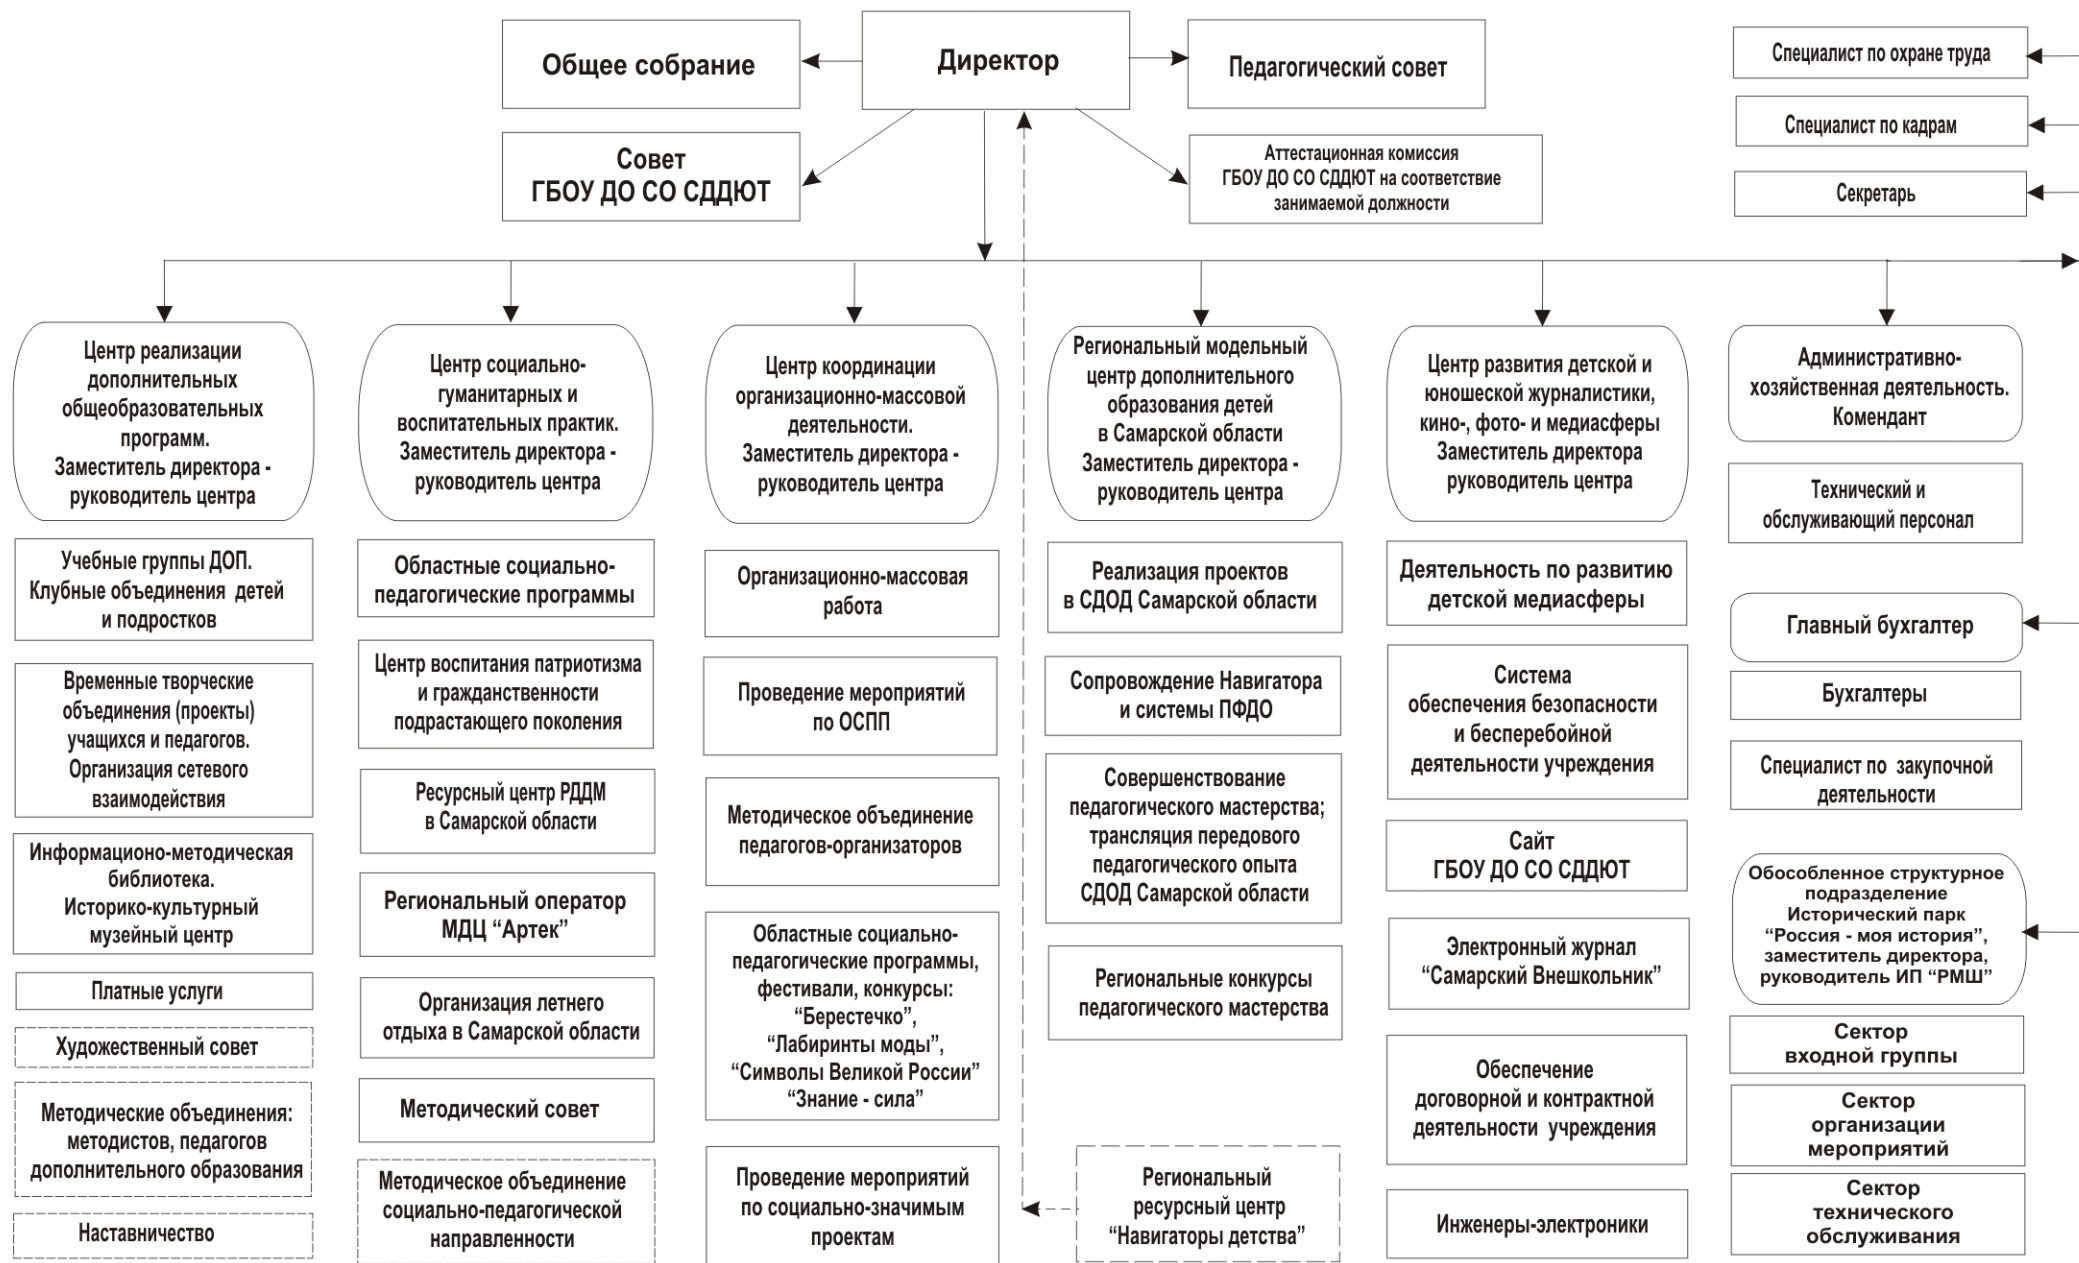 Общее собрание
Директор
Педагогический совет
Специалист по охране труда
Специалист по кадрам
Секретарь
Совет
ГБОУ ДО СО СДДЮТ
Аттестационная комиссия
ГБОУ ДО СО СДДЮТ на соответствие
занимаемой должности
Центр реализации
дополнительных
общеобразовательных
программ.
Заместитель директора -
руководитель центра
Учебные группы ДОП.
Клубные объединения детей
и подростков
Временные творческие
объединения (проекты)
учащихся и педагогов.
Организация сетевого
взаимодействия
Информационо-методическая
библиотека.
Историко-культурный
музейный центр
Платные услуги
Художественный совет
Методические объединения:
методистов, педагогов
дополнительного образования
Наставничество
Центр социально-
гуманитарных и
воспитательных практик.
Заместитель директора -
руководитель центра
Областные социально-
педагогические программы
Центр воспитания патриотизма
и гражданственности
подрастающего поколения
Ресурсный центр РДДМ
в Самарской области
Региональный оператор
МДЦ “Артек”
Организация летнего
отдыха в Самарской области
Методический совет
Методическое объединение
социально-педагогической
направленности
Центр координации
организационно-массовой
деятельности.
Заместитель директора -
руководитель центра
Организационно-массовая
работа
Проведение мероприятий
по ОСПП
Методическое объединение
педагогов-организаторов
Областные социально-
педагогические программы,
фестивали, конкурсы:
“Берестечко”,
“Лабиринты моды”,
“Символы Великой России”
“Знание - сила”
Проведение мероприятий
по социально-значимым
проектам
Региональный модельный
центр дополнительного
образования детей
в Самарской области
Заместитель директора -
руководитель центра
Реализация проектов
в СДОД Самарской области
Сопровождение Навигатора
и системы ПФДО
Совершенствование
педагогического мастерства;
трансляция передового
педагогического опыта
СДОД Самарской области
Региональные конкурсы
педагогического мастерства
Региональный
ресурсный центр
“Навигаторы детства”
Центр развития детской и
юношеской журналистики,
кино-, фото- и медиасферы
Заместитель директора
руководитель центра
Деятельность по развитию
детской медиасферы
Система
обеспечения безопасности
и бесперебойной
деятельности учреждения
Сайт
ГБОУ ДО СО СДДЮТ
Электронный журнал
“Самарский Внешкольник”
Обеспечение
договорной и контрактной
деятельности учреждения
Инженеры-электроники
Административно-
хозяйственная деятельность.
Комендант
Технический и
обслуживающий персонал
Главный бухгалтер
Бухгалтеры
Специалист по закупочной
деятельности
Обособленное структурное
подразделение
Исторический парк
“Россия - моя история”,
заместитель директора,
руководитель ИП “РМШ”
Сектор
входной группы
Сектор
организации
мероприятий
Сектор
технического
обслуживания